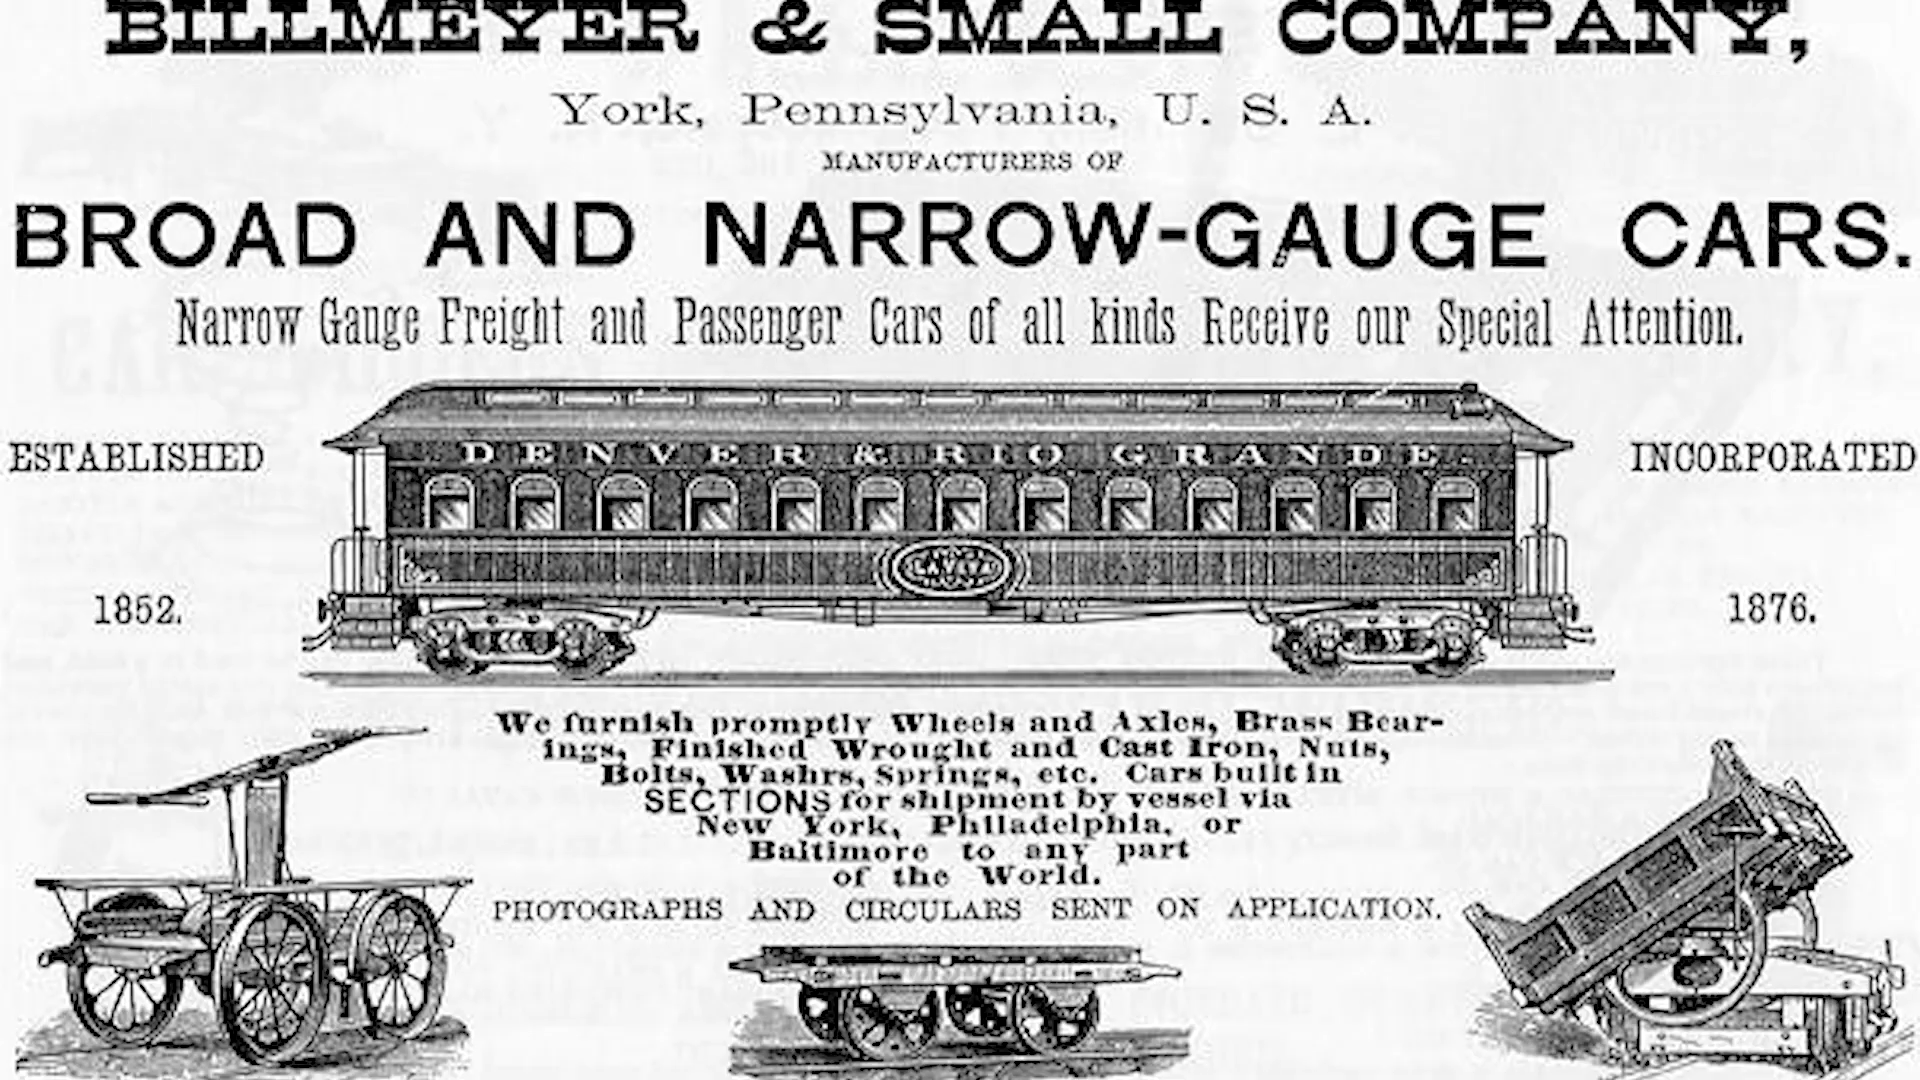 BILLMEYER & SMALL COMPANY,
York, Pennsylvania, U. S. A.
MANUFACTURERS OF
BROAD AND NARROW-GAUGE CARS.
Narrow Gauge Freight and Passenger Cars of all kinds Receive our Special Attention.
DENVER & RIO GRANDE.
ESTABLISHED
1852.
INCORPORATED
1876.
LA VETA
We furnish promptly Wheels and Axles, Brass Bear-
ings, Finished Wrought and Cast Iron, Nuts,
Bolts, Washrs, Springs, etc. Cars built in
SECTIONS for shipment by vessel via
New York, Philadelphia, or
Baltimore to any part
of the World.
PHOTOGRAPHS AND CIRCULARS SENT ON APPLICATION.